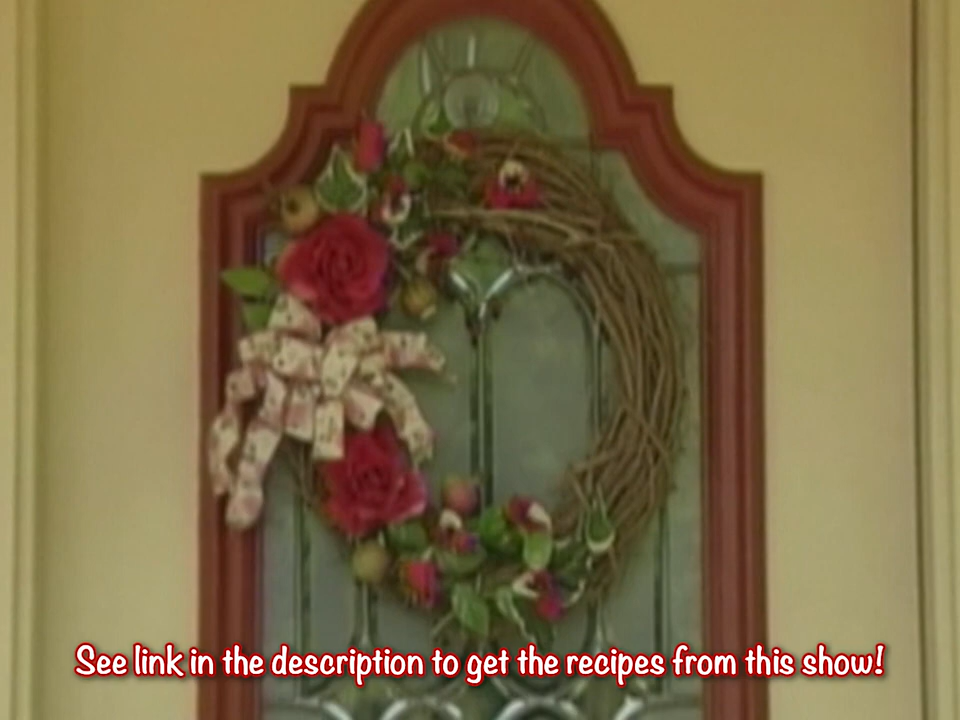 See link in the description to get the recipes from this show!